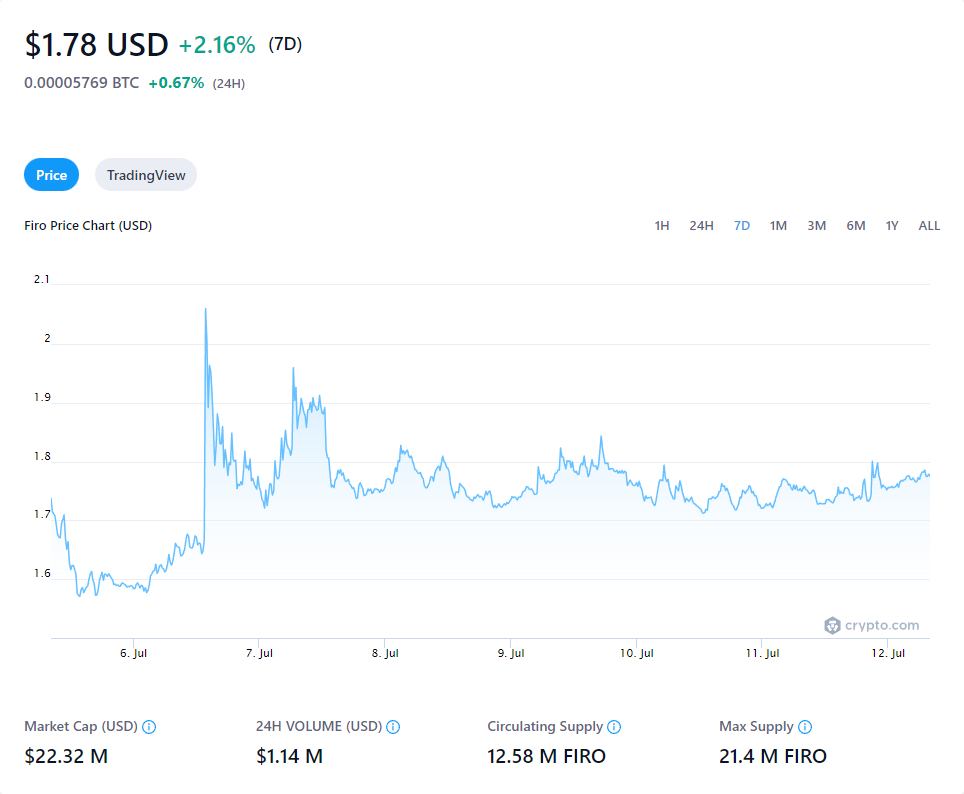 $1.78 USD +2.16% (7D)
0.00005769 BTC +0.67% (24H)
Price TradingView
Firo Price Chart (USD) 1H 24H 7D 1M 3M 6M 1Y ALL
2.1
2
1.9
1.8
1.7
1.6
crypto.com
6. Jul 7. Jul 8. Jul 9. Jul 10. Jul 11. Jul 12. Jul
Market Cap (USD) 24H VOLUME (USD) Circulating Supply Max Supply
$22.32 M $1.14 M 12.58 M FIRO 21.4 M FIRO